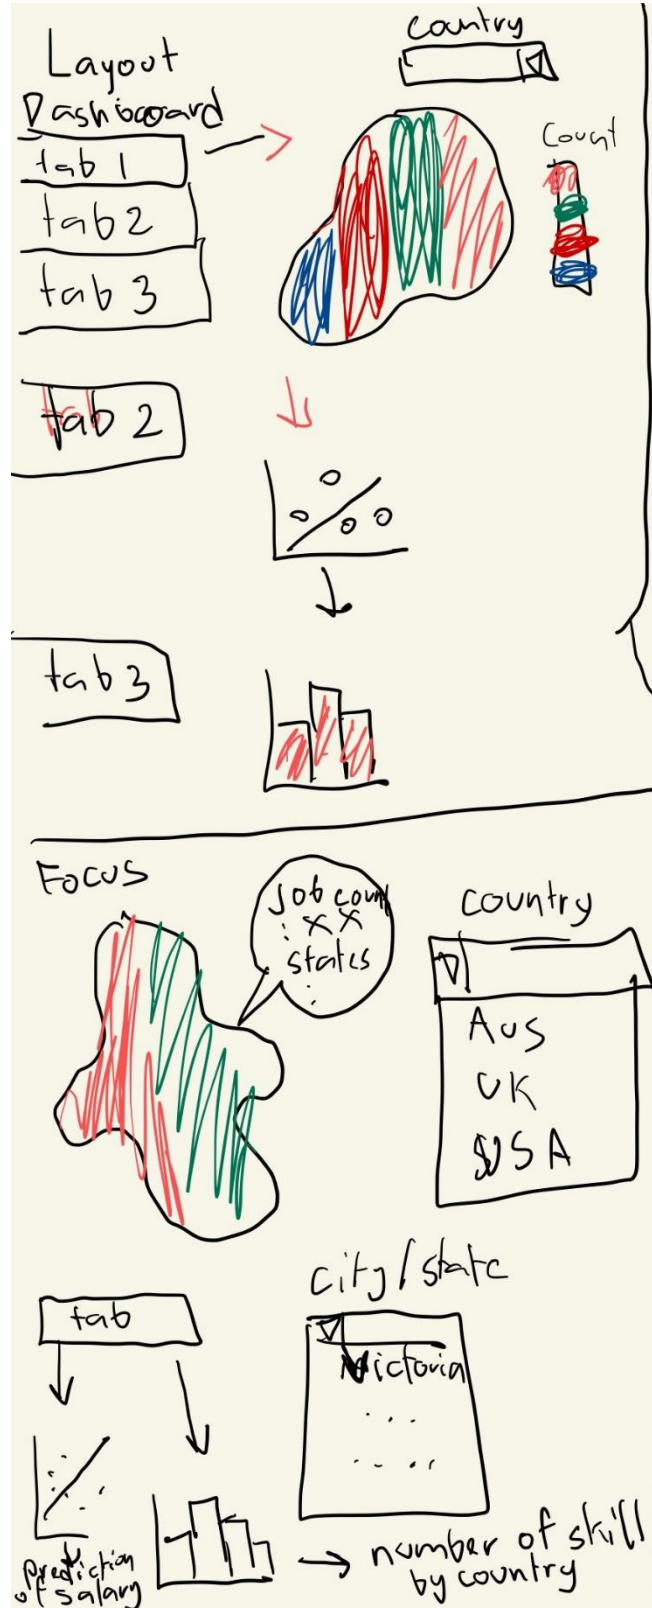 Layout
Dashboard
tab 1
tab 2
tab 3
Country
Count
tab 2
tab 3
Focus
job count
: x x
states
:
country
Aus
UK
USA
city/state
Victoria
...
....
tab
prediction
of salary
number of skill
by country